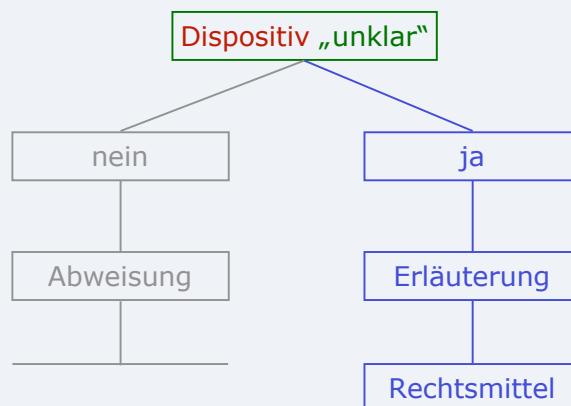 Dispositiv „unklar“
nein
ja
Abweisung
Erläuterung
Rechtsmittel